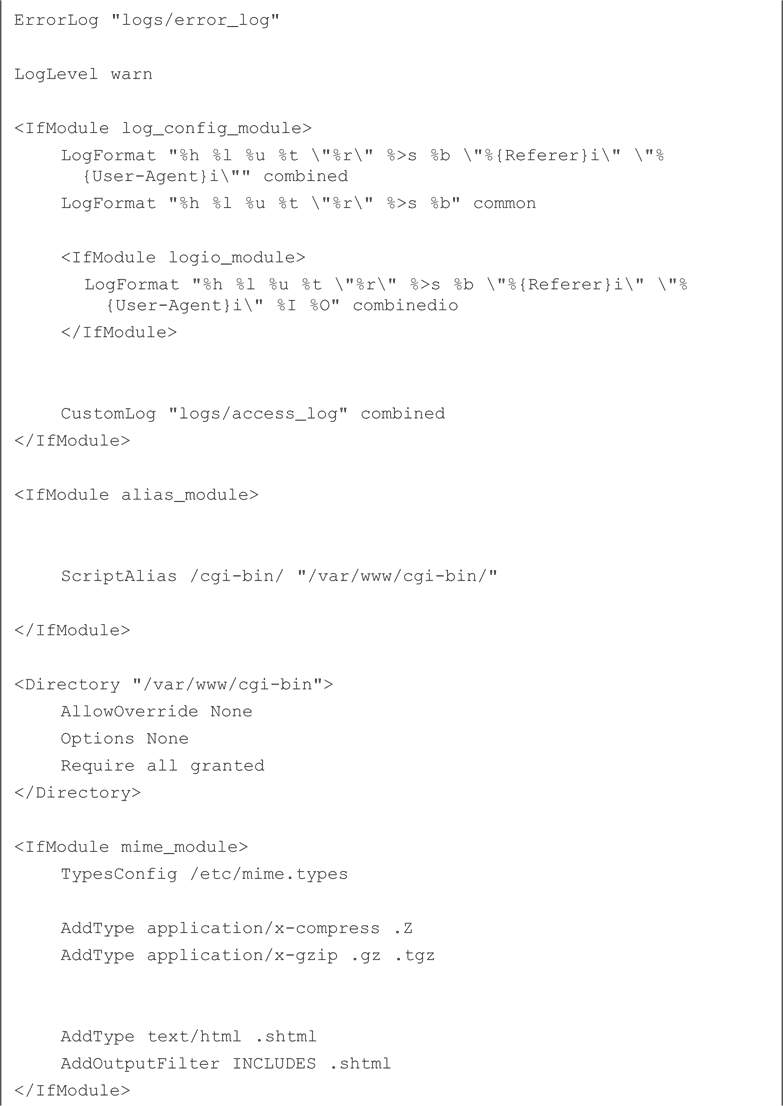 ErrorLog "logs/error_log"
LogLevel warn
<IfModule log_config_module>
LogFormat "%h %l %u %t \"%r\" %>s %b \"%{Referer}i\" \"%
{User-Agent}i\"" combined
LogFormat "%h %l %u %t \"%r\" %>s %b" common
<IfModule logio_module>
LogFormat "%h %l %u %t \"%r\" %>s %b \"%{Referer}i\" \"%
{User-Agent}i\" %I %O" combinedio
</IfModule>
CustomLog "logs/access_log" combined
</IfModule>
<IfModule alias_module>
ScriptAlias /cgi-bin/ "/var/www/cgi-bin/"
</IfModule>
<Directory "/var/www/cgi-bin">
AllowOverride None
Options None
Require all granted
</Directory>
<IfModule mime_module>
TypesConfig /etc/mime.types
AddType application/x-compress .Z
AddType application/x-gzip .gz .tgz
AddType text/html .shtml
AddOutputFilter INCLUDES .shtml
</IfModule>